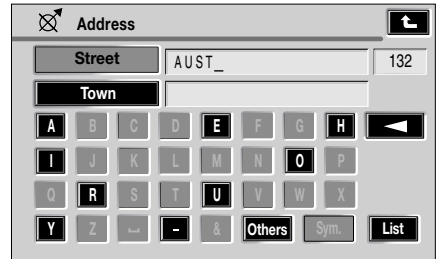 Address
Street AUST_ 132
Town
A B C D E F G H
I J K L M N O P
Q R S T U V W X
Y Z ⎵ - & Others Sym. List